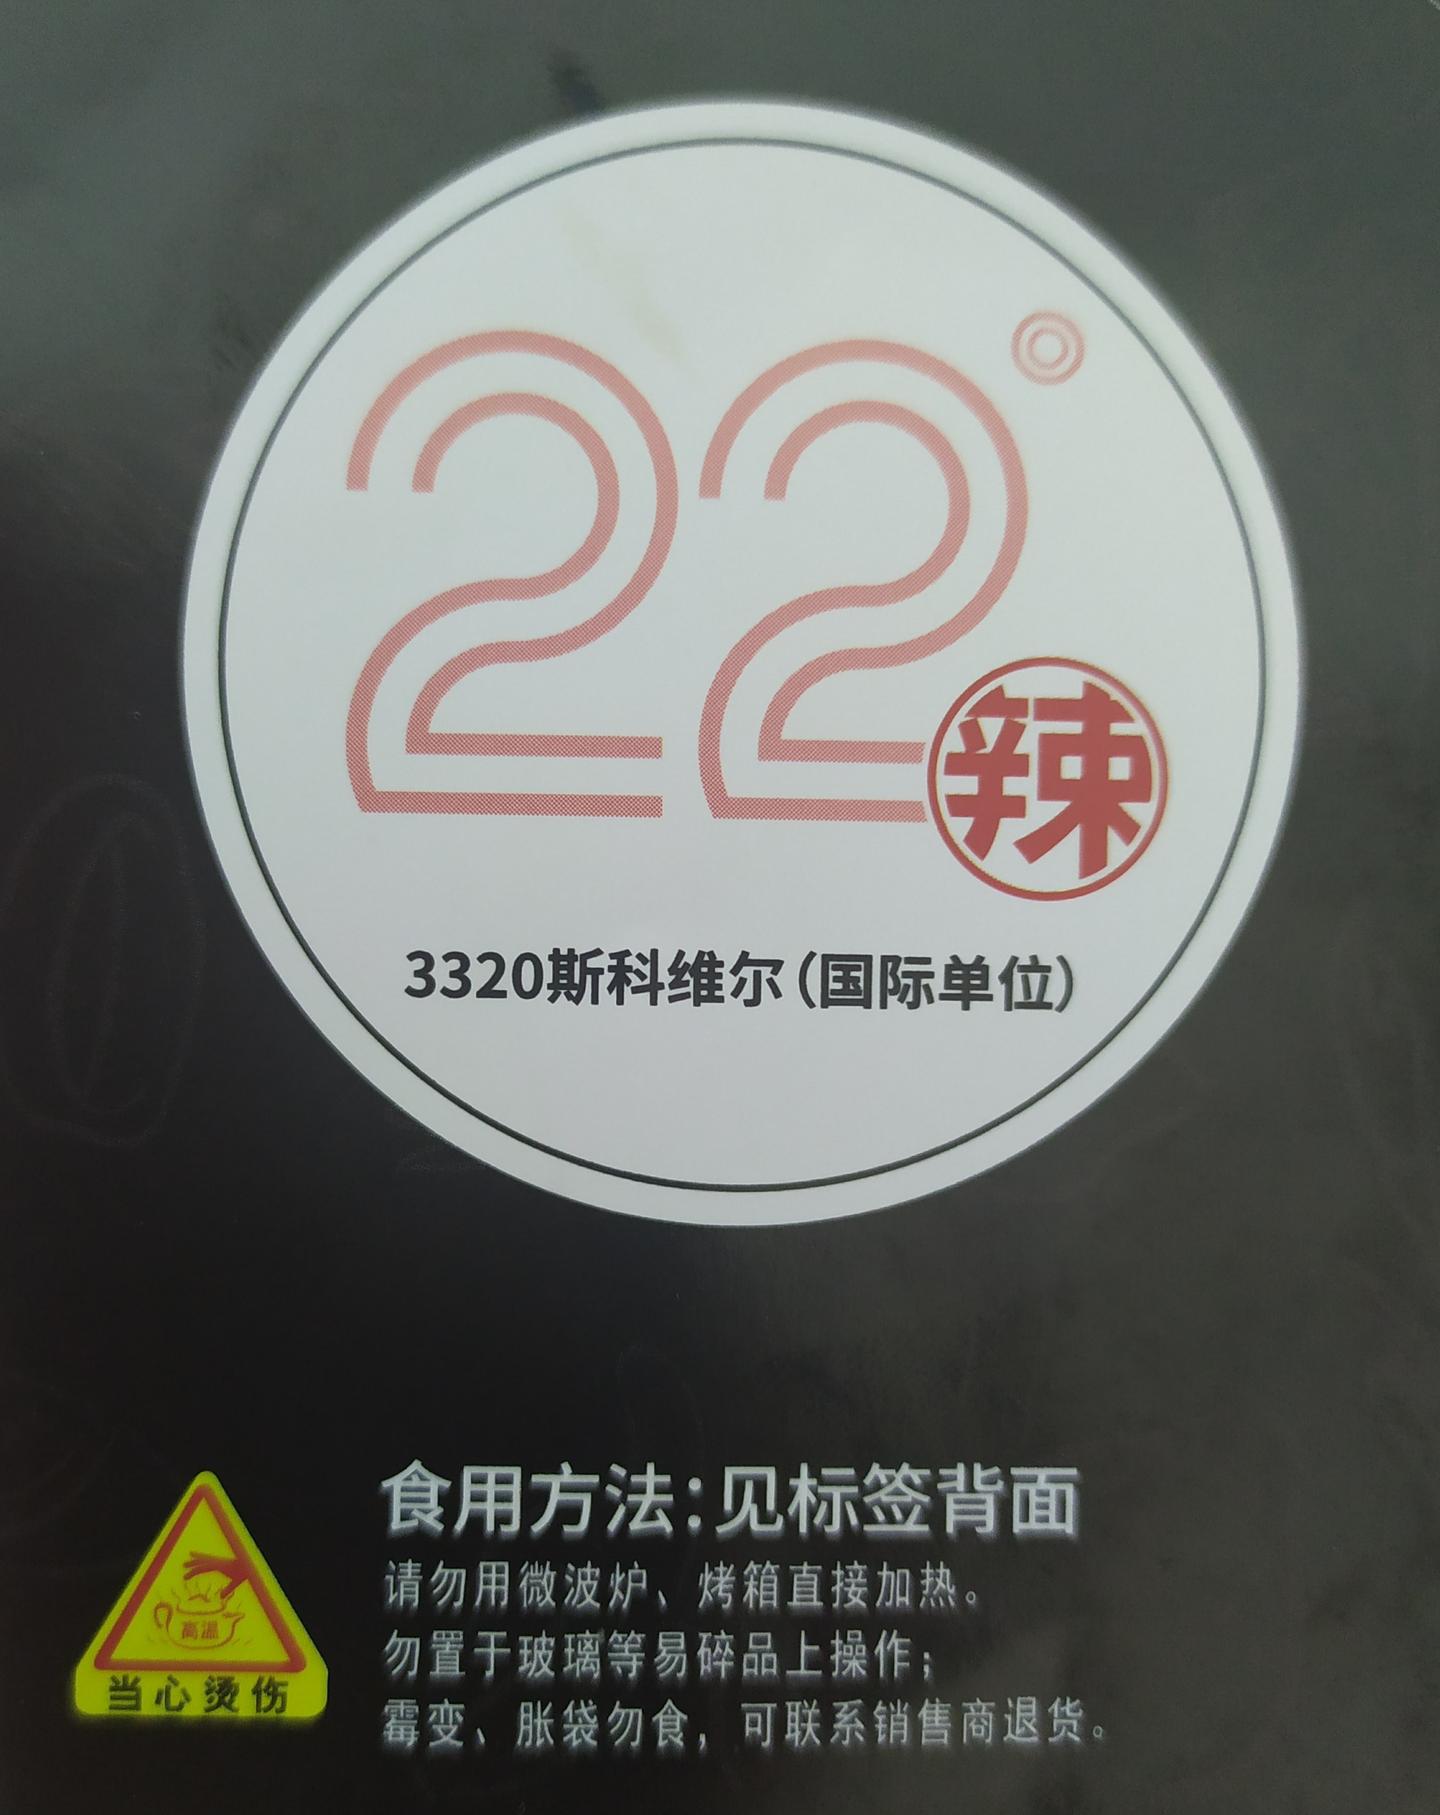 22°
辣
3320斯科维尔(国际单位)
食用方法:见标签背面
请勿用微波炉、烤箱直接加热。
勿置于玻璃等易碎品上操作;
霉变、胀袋勿食,可联系销售商退货。
高温
当心烫伤